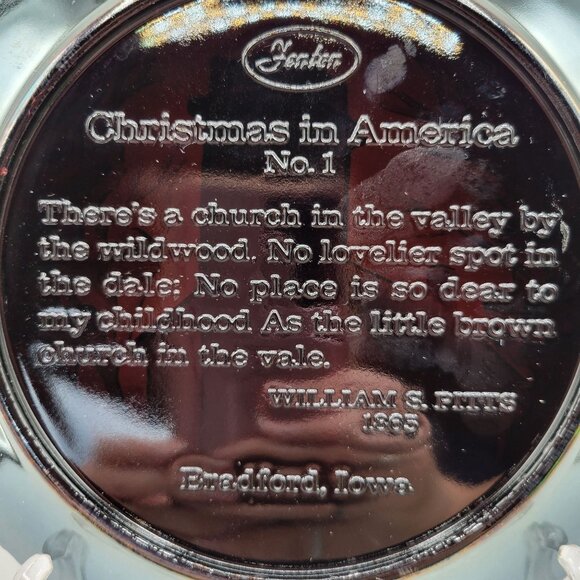 Fenton
Christmas in America
No. 1
There's a church in the valley by
the wildwood. No lovelier spot in
the dale; No place is so dear to
my childhood As the little brown
church in the vale.
WILLIAM S. PITTS
1865
Bradford, Iowa